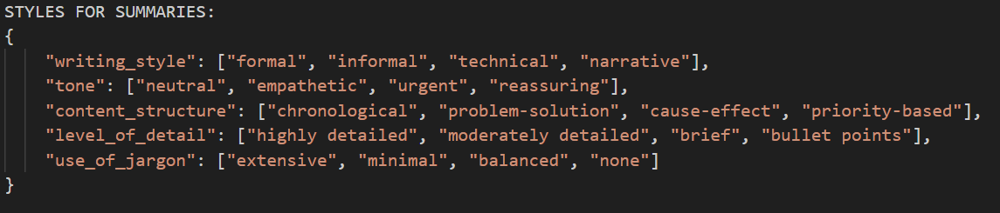 STYLES FOR SUMMARIES:
{
    "writing_style": ["formal", "informal", "technical", "narrative"],
    "tone": ["neutral", "empathetic", "urgent", "reassuring"],
    "content_structure": ["chronological", "problem-solution", "cause-effect", "priority-based"],
    "level_of_detail": ["highly detailed", "moderately detailed", "brief", "bullet points"],
    "use_of_jargon": ["extensive", "minimal", "balanced", "none"]
}